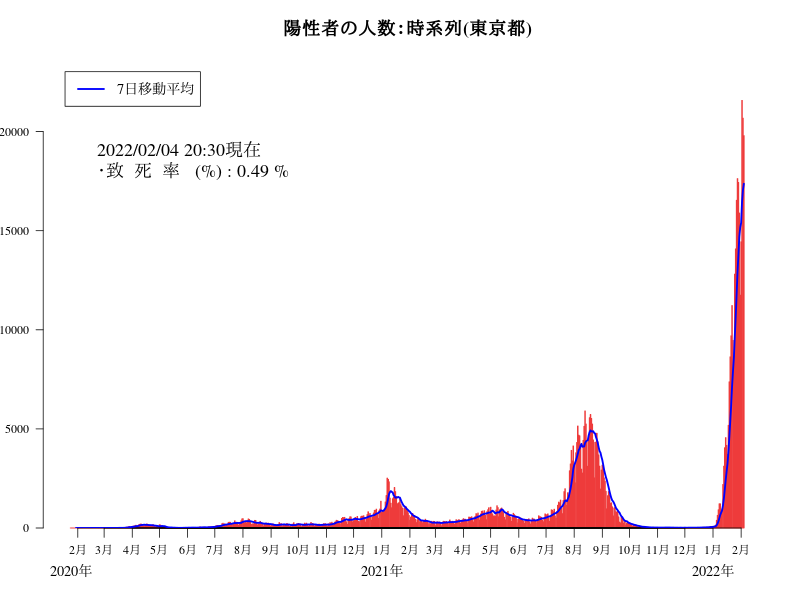 陽性者の人数:時系列(東京都)
7日移動平均
2022/02/04 20:30現在
・致 死 率 (%) : 0.49 %
20000
15000
10000
5000
0
2月 3月 4月 5月 6月 7月 8月 9月 10月 11月 12月 1月 2月 3月 4月 5月 6月 7月 8月 9月 10月 11月 12月 1月 2月
2020年 2021年 2022年